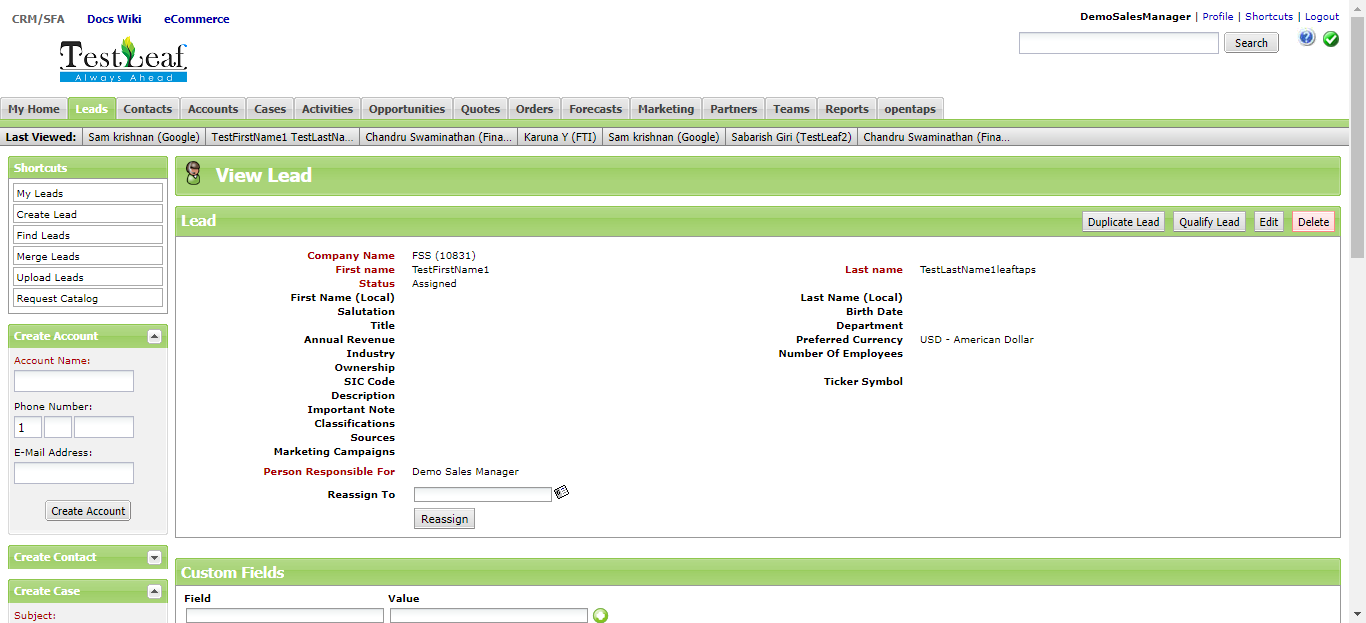 CRM/SFA Docs Wiki eCommerce
DemoSalesManager | Profile | Shortcuts | Logout
TestLeaf
Always Ahead
Search
My Home Leads Contacts Accounts Cases Activities Opportunities Quotes Orders Forecasts Marketing Partners Teams Reports opentaps
Last Viewed: Sam krishnan (Google) TestFirstName1 TestLastNa... Chandru Swaminathan (Fina... Karuna Y (FTI) Sam krishnan (Google) Sabarish Giri (TestLeaf2) Chandru Swaminathan (Fina...
Shortcuts
My Leads
Create Lead
Find Leads
Merge Leads
Upload Leads
Request Catalog
Create Account
Account Name:
Phone Number:
1
E-Mail Address:
Create Account
Create Contact
Create Case
Subject:
View Lead
Lead
Duplicate Lead Qualify Lead Edit Delete
Company Name FSS (10831)
First name TestFirstName1 Last name TestLastName1leaftaps
Status Assigned
First Name (Local) Last Name (Local)
Salutation Birth Date
Title Department
Annual Revenue Preferred Currency USD - American Dollar
Industry Number Of Employees
Ownership
SIC Code Ticker Symbol
Description
Important Note
Classifications
Sources
Marketing Campaigns
Person Responsible For Demo Sales Manager
Reassign To
Reassign
Custom Fields
Field Value